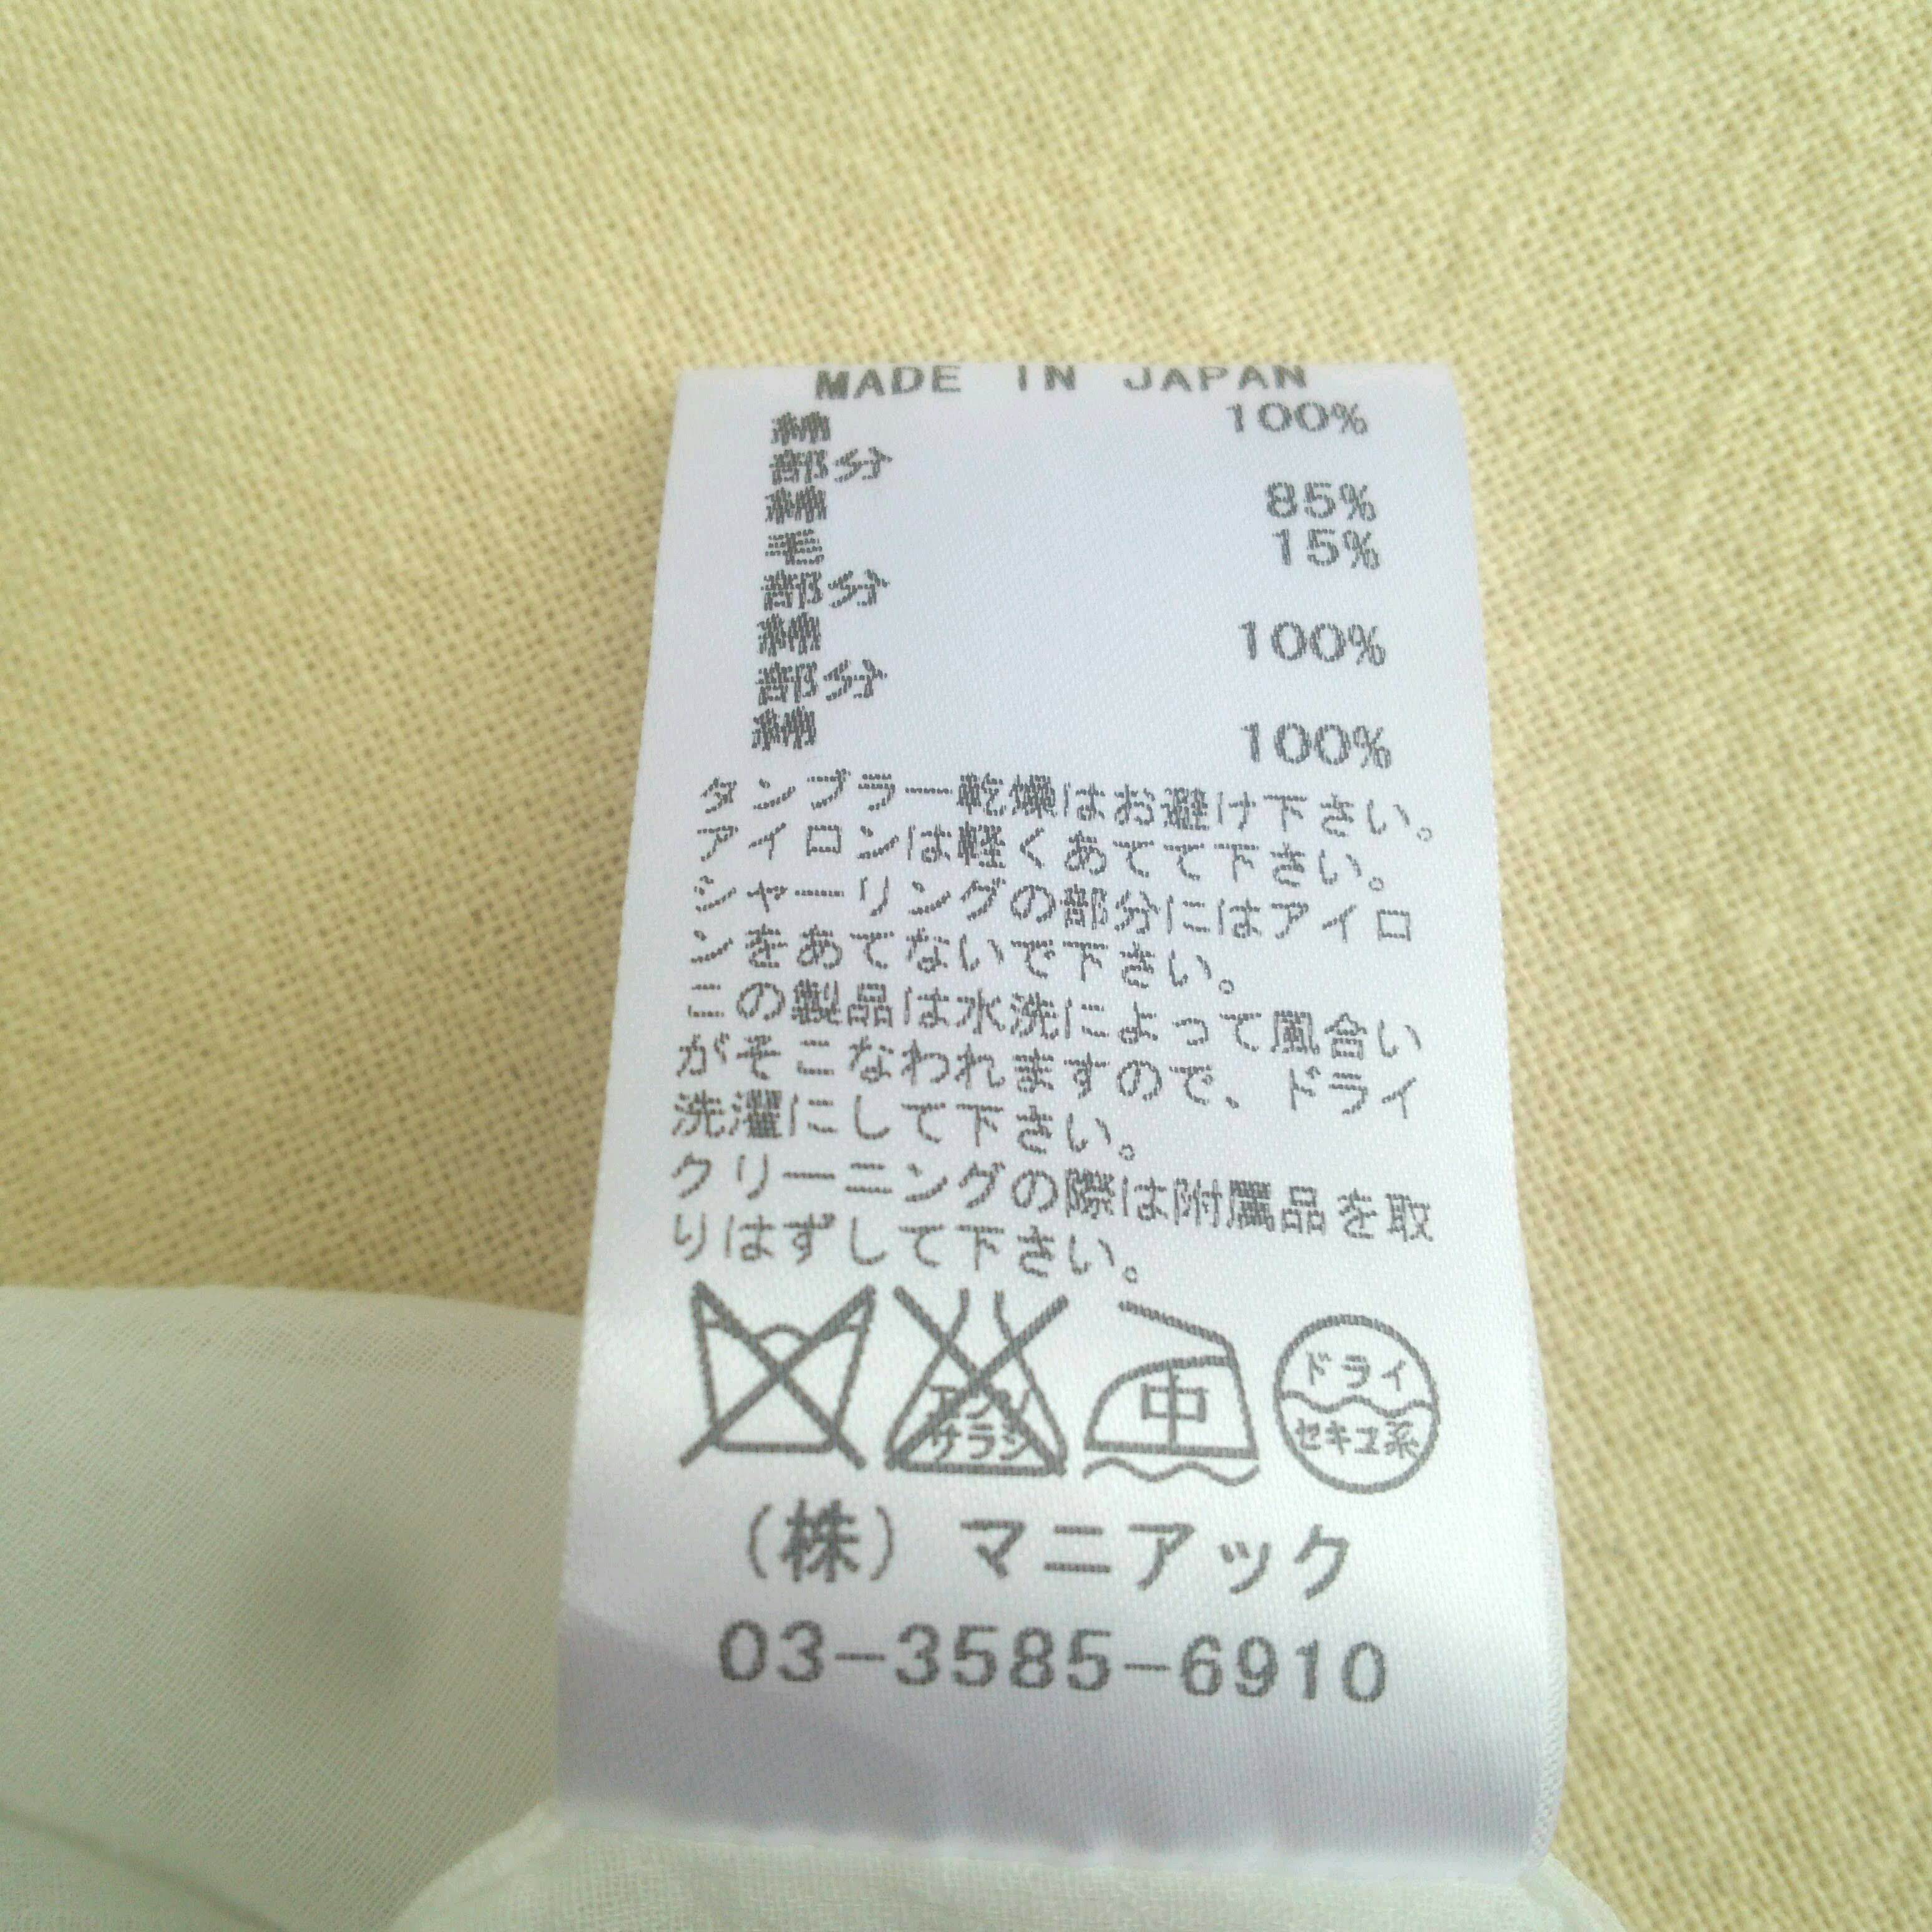 MADE IN JAPAN
綿 100%
部分
綿 85%
毛 15%
部分
綿 100%
部分
綿 100%
タンブラー乾燥はお避け下さい。
アイロンは軽くあてて下さい。
シャーリングの部分にはアイロ
ンをあてないで下さい。
この製品は水洗によって風合い
がそこなわれますので、ドライ
洗濯にして下さい。
クリーニングの際は附属品を取
りはずして下さい。
エンソ
サラシ
中
ドライ
セキユ系
（株）マニアック
03-3585-6910